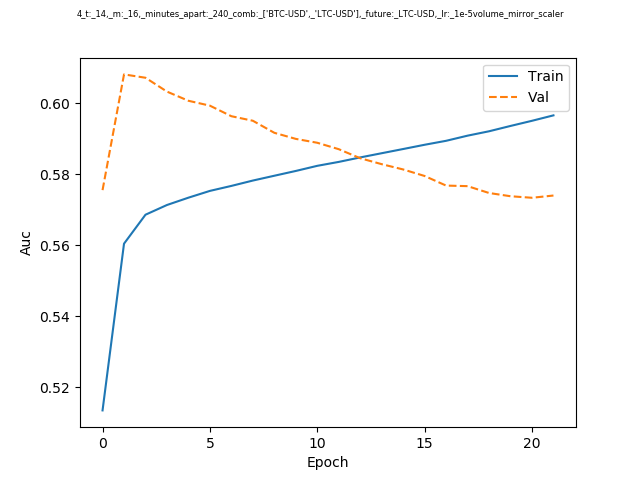 4_t:_14,_m:_16,_minutes_apart:_240_comb:_['BTC-USD',_'LTC-USD'],_future:_LTC-USD,_lr:_1e-5volume_mirror_scaler
Train
Val
0.60
0.58
0.56
0.54
0.52
Auc
0
5
10
15
20
Epoch